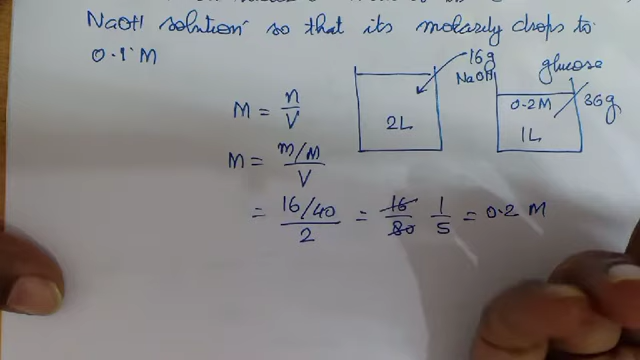 NaOH solution so that its molarity drops to
0.1 M
16g
NaOH
glucose
M = n/V
2L
0.2M
36g
1L
M = m/M/V
= 16/40/2 = 16/80 1/5 = 0.2 M